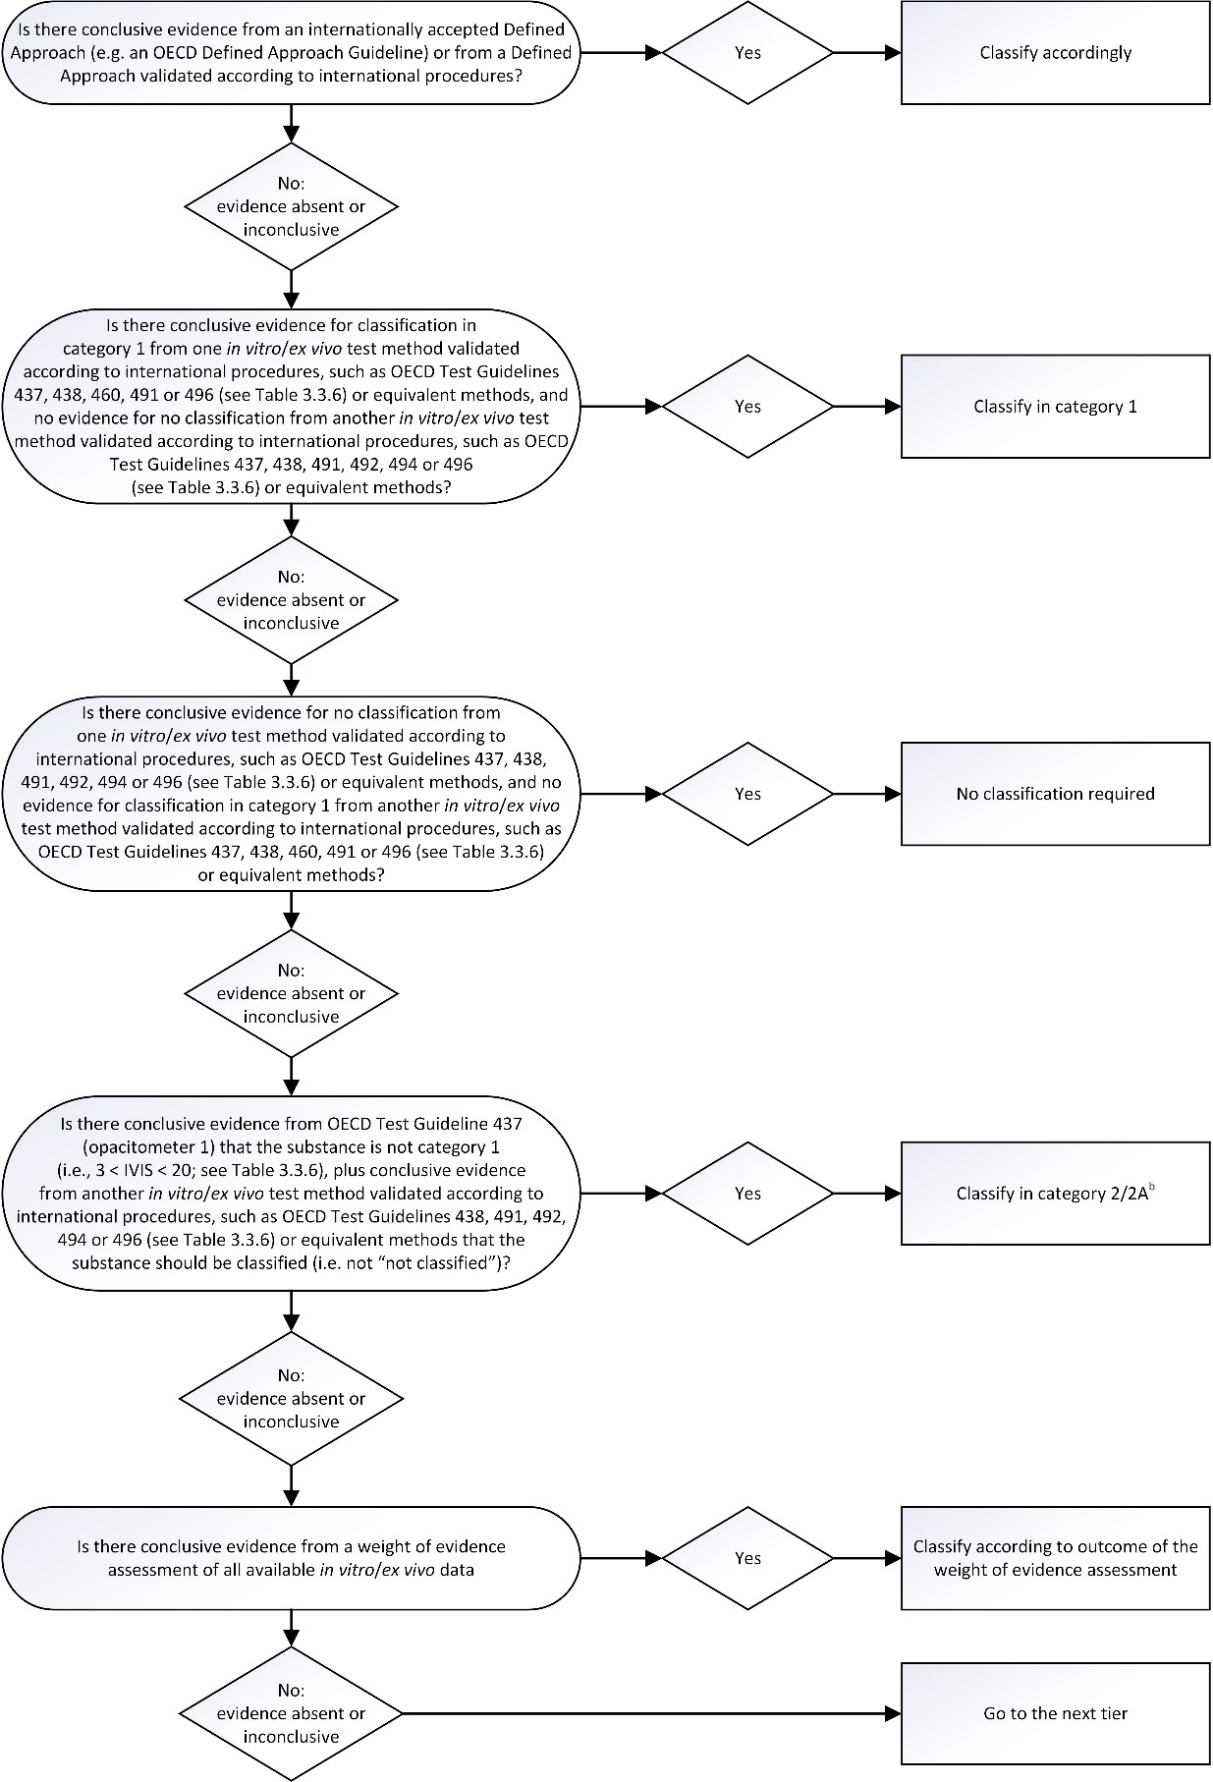 Is there conclusive evidence from an internationally accepted Defined
Approach (e.g. an OECD Defined Approach Guideline) or from a Defined
Approach validated according to international procedures?
Yes
Classify accordingly
No:
evidence absent or
inconclusive
Is there conclusive evidence for classification in
category 1 from one in vitro/ex vivo test method validated
according to international procedures, such as OECD Test Guidelines
437, 438, 460, 491 or 496 (see Table 3.3.6) or equivalent methods, and
no evidence for no classification from another in vitro/ex vivo test
method validated according to international procedures, such as OECD
Test Guidelines 437, 438, 491, 492, 494 or 496
(see Table 3.3.6) or equivalent methods?
Yes
Classify in category 1
No:
evidence absent or
inconclusive
Is there conclusive evidence for no classification from
one in vitro/ex vivo test method validated according to
international procedures, such as OECD Test Guidelines 437, 438,
491, 492, 494 or 496 (see Table 3.3.6) or equivalent methods, and no
evidence for classification in category 1 from another in vitro/ex vivo
test method validated according to international procedures, such as
OECD Test Guidelines 437, 438, 460, 491 or 496 (see Table 3.3.6)
or equivalent methods?
Yes
No classification required
No:
evidence absent or
inconclusive
Is there conclusive evidence from OECD Test Guideline 437
(opacitometer 1) that the substance is not category 1
(i.e., 3 < IVIS < 20; see Table 3.3.6), plus conclusive evidence
from another in vitro/ex vivo test method validated according to
international procedures, such as OECD Test Guidelines 438, 491, 492,
494 or 496 (see Table 3.3.6) or equivalent methods that the
substance should be classified (i.e. not “not classified”)?
Yes
Classify in category 2/2Aᵇ
No:
evidence absent or
inconclusive
Is there conclusive evidence from a weight of evidence
assessment of all available in vitro/ex vivo data
Yes
Classify according to outcome of the
weight of evidence assessment
No:
evidence absent or
inconclusive
Go to the next tier